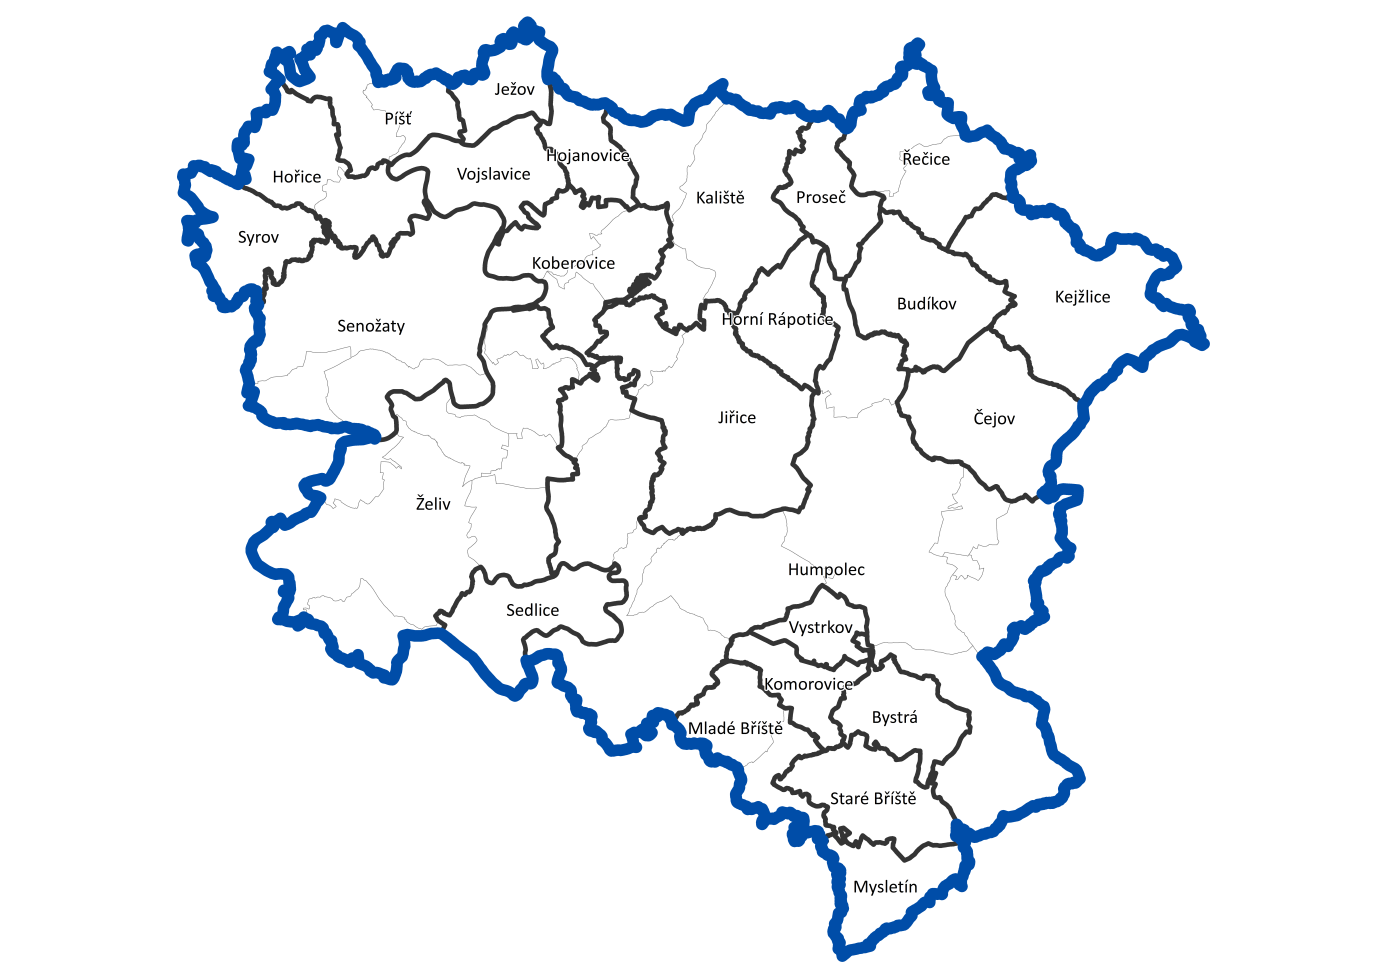 Ježov
Píšť
Hojanovice
Řečice
Vojslavice
Hořice
Kaliště
Proseč
Syrov
Koberovice
Kejžlice
Budíkov
Horní Rápotice
Senožaty
Jiřice
Čejov
Želiv
Humpolec
Sedlice
Vystrkov
Komorovice
Bystrá
Mladé Bříště
Staré Bříště
Mysletín